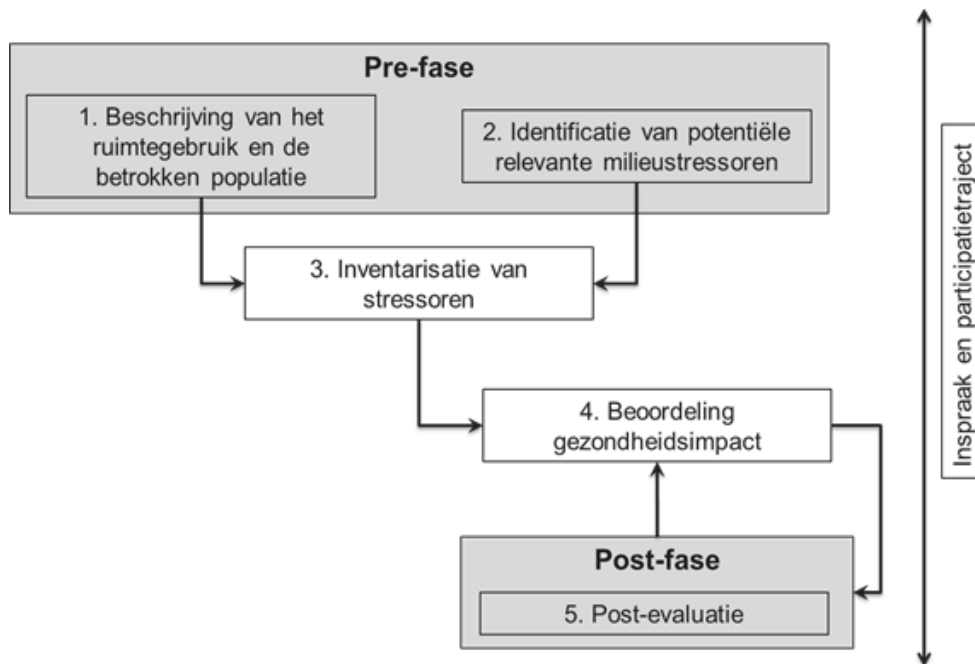 Pre-fase
1. Beschrijving van het
ruimtegebruik en de
betrokken populatie
2. Identificatie van potentiële
relevante milieustressoren
3. Inventarisatie van
stressoren
4. Beoordeling
gezondheidsimpact
Post-fase
5. Post-evaluatie
Inspraak en participatietraject